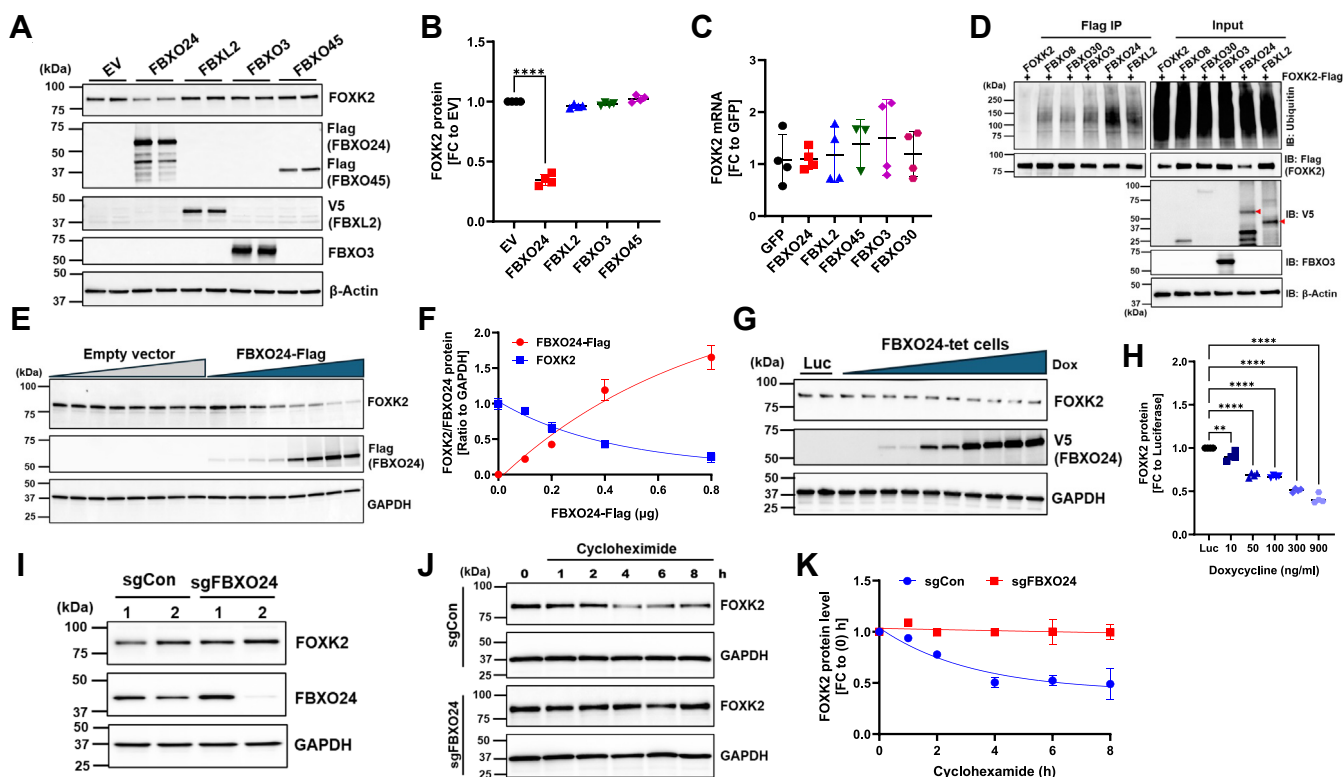 A
(kDa)
EV
FBXO24
FBXL2
FBXO3
FBXO45
100
75
FOXK2
75
50
37
25
Flag
(FBXO24)
Flag
(FBXO45)
50
37
V5
(FBXL2)
75
50
FBXO3
50
37
β-Actin
B
FOXK2 protein
[FC to EV]
****
1.0
0.5
0.0
EV
FBXO24
FBXL2
FBXO3
FBXO45
C
FOXK2 mRNA
[FC to GFP]
3
2
1
0
GFP
FBXO24
FBXL2
FBXO45
FBXO3
FBXO30
D
Flag IP
Input
FOXK2
FBXO8
FBXO30
FBXO3
FBXO24
FBXL2
FOXK2
FBXO8
FBXO30
FBXO3
FBXO24
FBXL2
+ + + + + + + + + + + + FOXK2-Flag
(kDa)
250
150
100
75
IB: Ubiquitin
100
75
IB: Flag
(FOXK2)
100
75
50
37
25
IB: V5
75
50
IB: FBXO3
50
37
IB: β-Actin
(kDa)
E
Empty vector
FBXO24-Flag
(kDa)
100
75
FOXK2
75
50
Flag
(FBXO24)
50
37
25
GAPDH
F
FOXK2/FBXO24 protein
[Ratio to GAPDH]
2.0
1.5
1.0
0.5
0.0
FBXO24-Flag
FOXK2
0.0 0.2 0.4 0.6 0.8
FBXO24-Flag (µg)
G
FBXO24-tet cells
(kDa)
Luc
Dox
100
75
FOXK2
75
50
V5
(FBXO24)
50
37
25
GAPDH
H
FOXK2 protein
[FC to Luciferase]
****
****
****
****
**
2.0
1.5
1.0
0.5
0.0
Luc 10 50 100 300 900
Doxycycline (ng/ml)
I
sgCon sgFBXO24
(kDa)
1 2 1 2
100
75
FOXK2
50
37
FBXO24
50
37
25
GAPDH
J
Cycloheximide
(kDa)
0 1 2 4 6 8 h
sgCon
100
75
FOXK2
50
37
25
GAPDH
sgFBXO24
100
75
FOXK2
50
37
25
GAPDH
K
FOXK2 protein level
[FC to (0) h]
sgCon
sgFBXO24
1.5
1.0
0.5
0.0
0 2 4 6 8
Cyclohexamide (h)